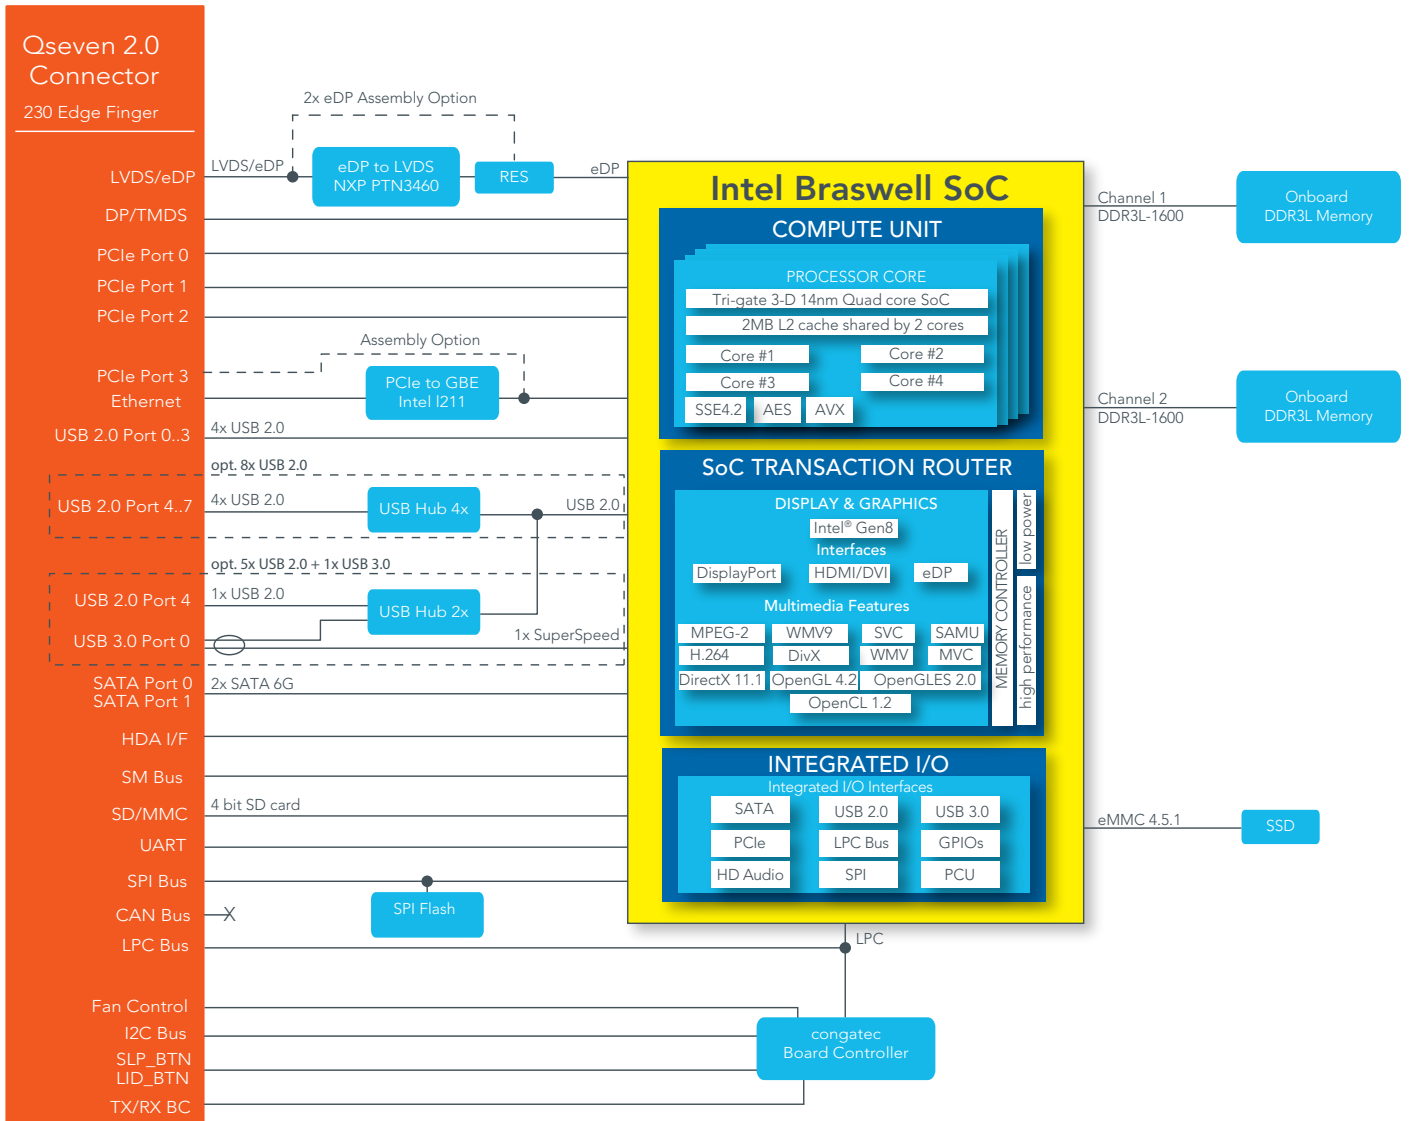 Qseven 2.0
Connector
230 Edge Finger
LVDS/eDP
DP/TMDS
PCIe Port 0
PCIe Port 1
PCIe Port 2
PCIe Port 3
Ethernet
USB 2.0 Port 0..3
USB 2.0 Port 4..7
USB 2.0 Port 4
USB 3.0 Port 0
SATA Port 0
SATA Port 1
HDA I/F
SM Bus
SD/MMC
UART
SPI Bus
CAN Bus
LPC Bus
Fan Control
I2C Bus
SLP_BTN
LID_BTN
TX/RX BC
2x eDP Assembly Option
LVDS/eDP
eDP to LVDS
NXP PTN3460
RES
eDP
Assembly Option
PCIe to GBE
Intel I211
4x USB 2.0
opt. 8x USB 2.0
4x USB 2.0
USB Hub 4x
USB 2.0
opt. 5x USB 2.0 + 1x USB 3.0
1x USB 2.0
USB Hub 2x
1x SuperSpeed
2x SATA 6G
4 bit SD card
SPI Flash
X
LPC
congatec
Board Controller
Intel Braswell SoC
COMPUTE UNIT
PROCESSOR CORE
Tri-gate 3-D 14nm Quad core SoC
2MB L2 cache shared by 2 cores
Core #1
Core #2
Core #3
Core #4
SSE4.2
AES
AVX
SoC TRANSACTION ROUTER
DISPLAY & GRAPHICS
Intel® Gen8
Interfaces
DisplayPort
HDMI/DVI
eDP
Multimedia Features
MPEG-2
WMV9
SVC
SAMU
H.264
DivX
WMV
MVC
DirectX 11.1
OpenGL 4.2
OpenGLES 2.0
OpenCL 1.2
MEMORY CONTROLLER
low power
high performance
INTEGRATED I/O
Integrated I/O Interfaces
SATA
USB 2.0
USB 3.0
PCIe
LPC Bus
GPIOs
HD Audio
SPI
PCU
Channel 1
DDR3L-1600
Onboard
DDR3L Memory
Channel 2
DDR3L-1600
Onboard
DDR3L Memory
eMMC 4.5.1
SSD